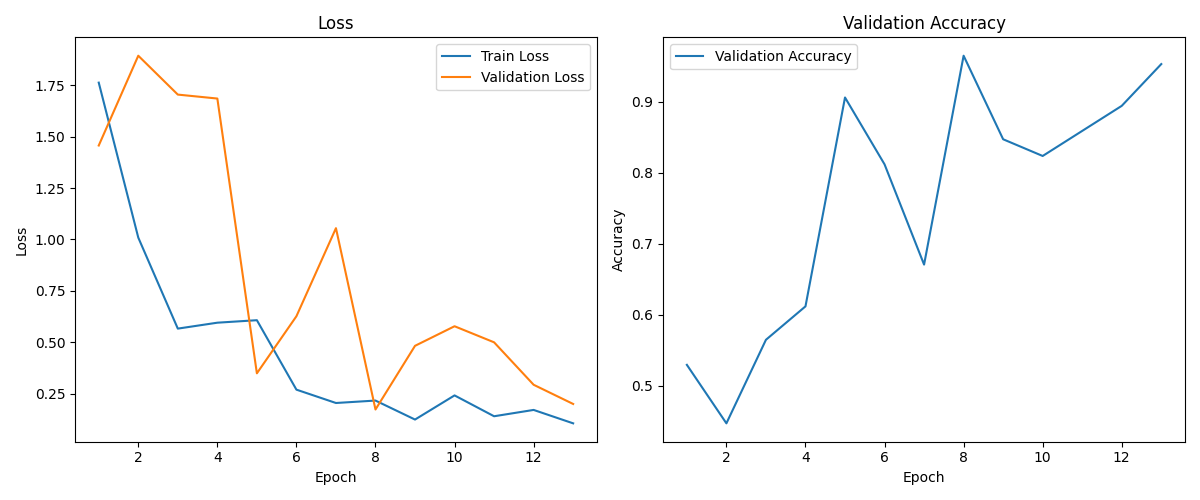 Loss
Train Loss
Validation Loss
1.75
1.50
1.25
1.00
0.75
0.50
0.25
Loss
2 4 6 8 10 12
Epoch
Validation Accuracy
Validation Accuracy
0.9
0.8
0.7
0.6
0.5
Accuracy
2 4 6 8 10 12
Epoch